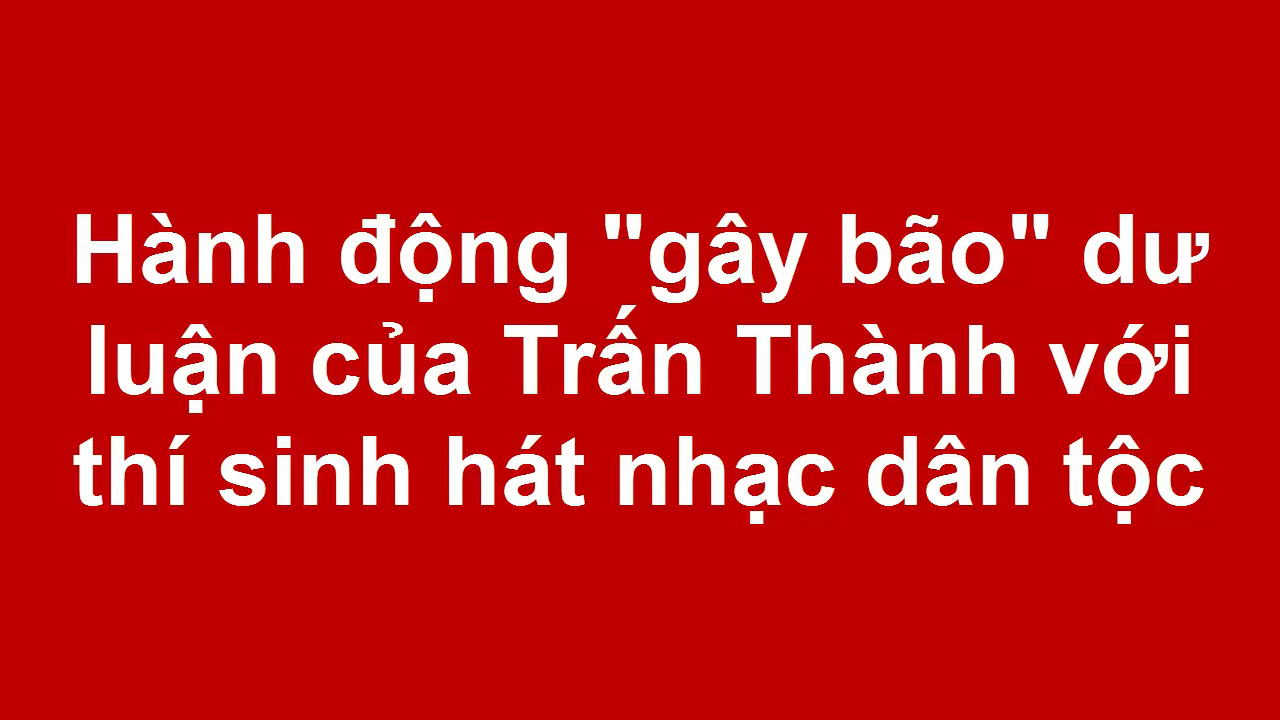 Hành động "gây bão" dư
luận của Trấn Thành với
thí sinh hát nhạc dân tộc